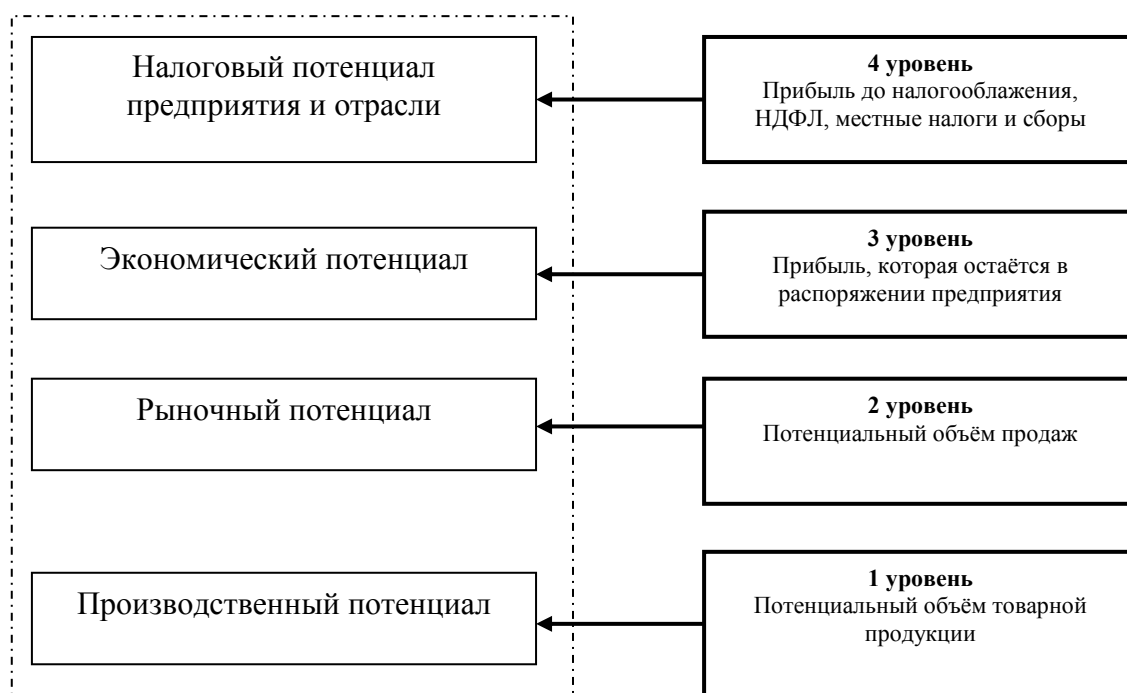 Налоговый потенциал
предприятия и отрасли
4 уровень
Прибыль до налогооблажения,
НДФЛ, местные налоги и сборы
Экономический потенциал
3 уровень
Прибыль, которая остаётся в
распоряжении предприятия
Рыночный потенциал
2 уровень
Потенциальный объём продаж
Производственный потенциал
1 уровень
Потенциальный объём товарной
продукции